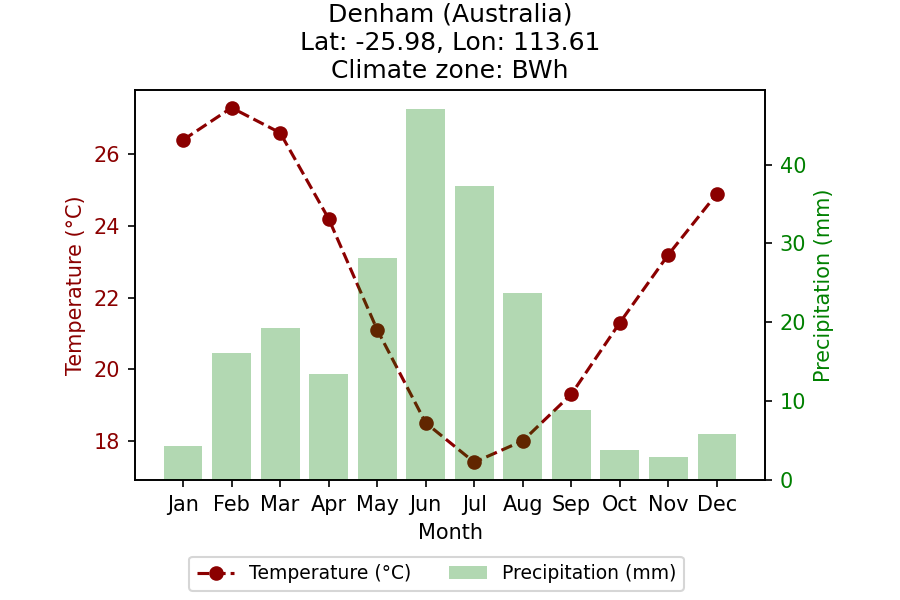 Denham (Australia)
Lat: -25.98, Lon: 113.61
Climate zone: BWh
Temperature (°C)
26
24
22
20
18
Precipitation (mm)
40
30
20
10
0
Jan Feb Mar Apr May Jun Jul Aug Sep Oct Nov Dec
Month
Temperature (°C) Precipitation (mm)